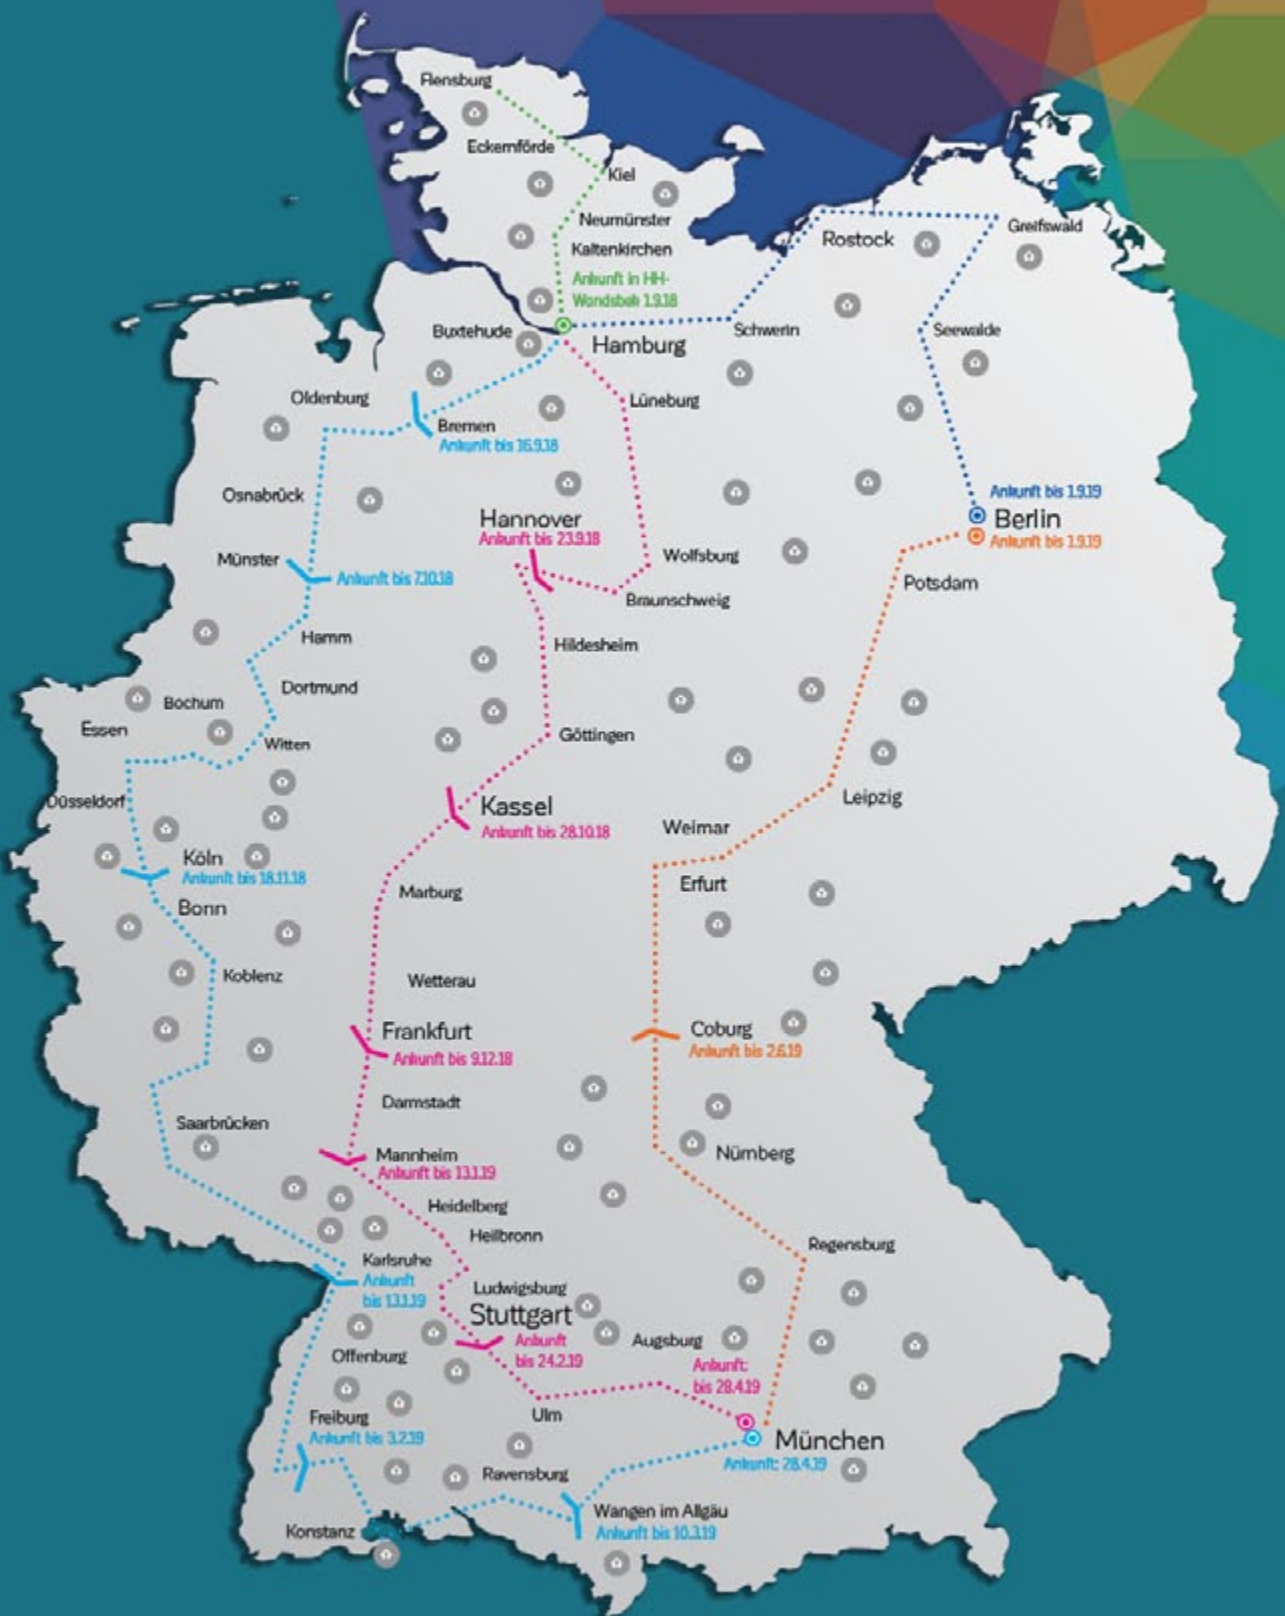 Flensburg
Eckernförde
Kiel
Neumünster
Kaltenkirchen
Ankunft in HH-
Wandsbek 1.9.18
Rostock
Greifswald
Buxtehude
Hamburg
Schwerin
Seewalde
Oldenburg
Lüneburg
Bremen
Ankunft bis 16.9.18
Osnabrück
Ankunft bis 1.9.19
Berlin
Ankunft bis 1.9.19
Hannover
Ankunft bis 23.9.18
Münster
Ankunft bis 7.10.18
Wolfsburg
Potsdam
Braunschweig
Hamm
Hildesheim
Dortmund
Bochum
Essen
Witten
Göttingen
Düsseldorf
Kassel
Ankunft bis 28.10.18
Leipzig
Weimar
Köln
Ankunft bis 18.11.18
Marburg
Erfurt
Bonn
Koblenz
Wetterau
Frankfurt
Ankunft bis 9.12.18
Coburg
Ankunft bis 2.6.19
Darmstadt
Saarbrücken
Mannheim
Ankunft bis 13.1.19
Nürnberg
Heidelberg
Heilbronn
Regensburg
Karlsruhe
Ankunft
bis 13.1.19
Ludwigsburg
Stuttgart
Ankunft
bis 24.2.19
Augsburg
Offenburg
Ankunft:
bis 28.4.19
Ulm
Freiburg
Ankunft bis 3.2.19
München
Ankunft: 28.4.19
Ravensburg
Wangen im Allgäu
Ankunft bis 10.3.19
Konstanz